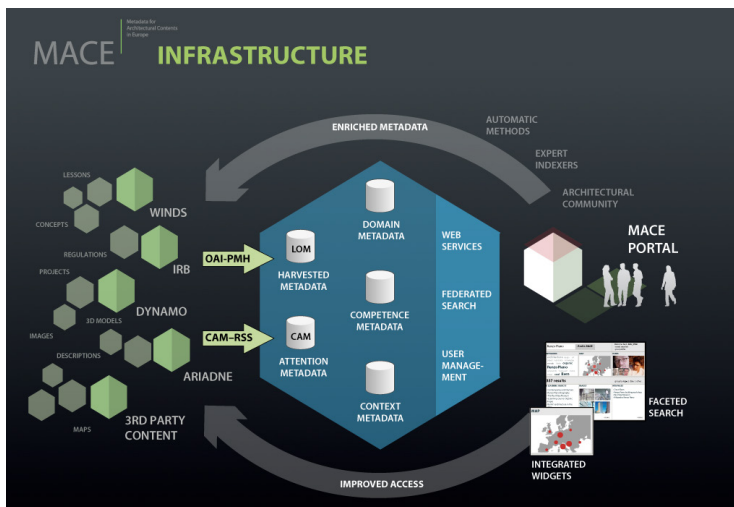 MACE
Metadata for
Architectural Contents
in Europe
INFRASTRUCTURE
ENRICHED METADATA
AUTOMATIC
METHODS
EXPERT
INDEXERS
ARCHITECTURAL
COMMUNITY
LESSONS
CONCEPTS
WINDS
REGULATIONS
IRB
PROJECTS
DYNAMO
3D MODELS
IMAGES
DESCRIPTIONS
ARIADNE
3RD PARTY
CONTENT
MAPS
OAI-PMH
CAM–RSS
DOMAIN
METADATA
LOM
HARVESTED
METADATA
COMPETENCE
METADATA
CAM
ATTENTION
METADATA
CONTEXT
METADATA
WEB
SERVICES
FEDERATED
SEARCH
USER
MANAGE-
MENT
MACE
PORTAL
FACETED
SEARCH
MAP
INTEGRATED
WIDGETS
IMPROVED ACCESS